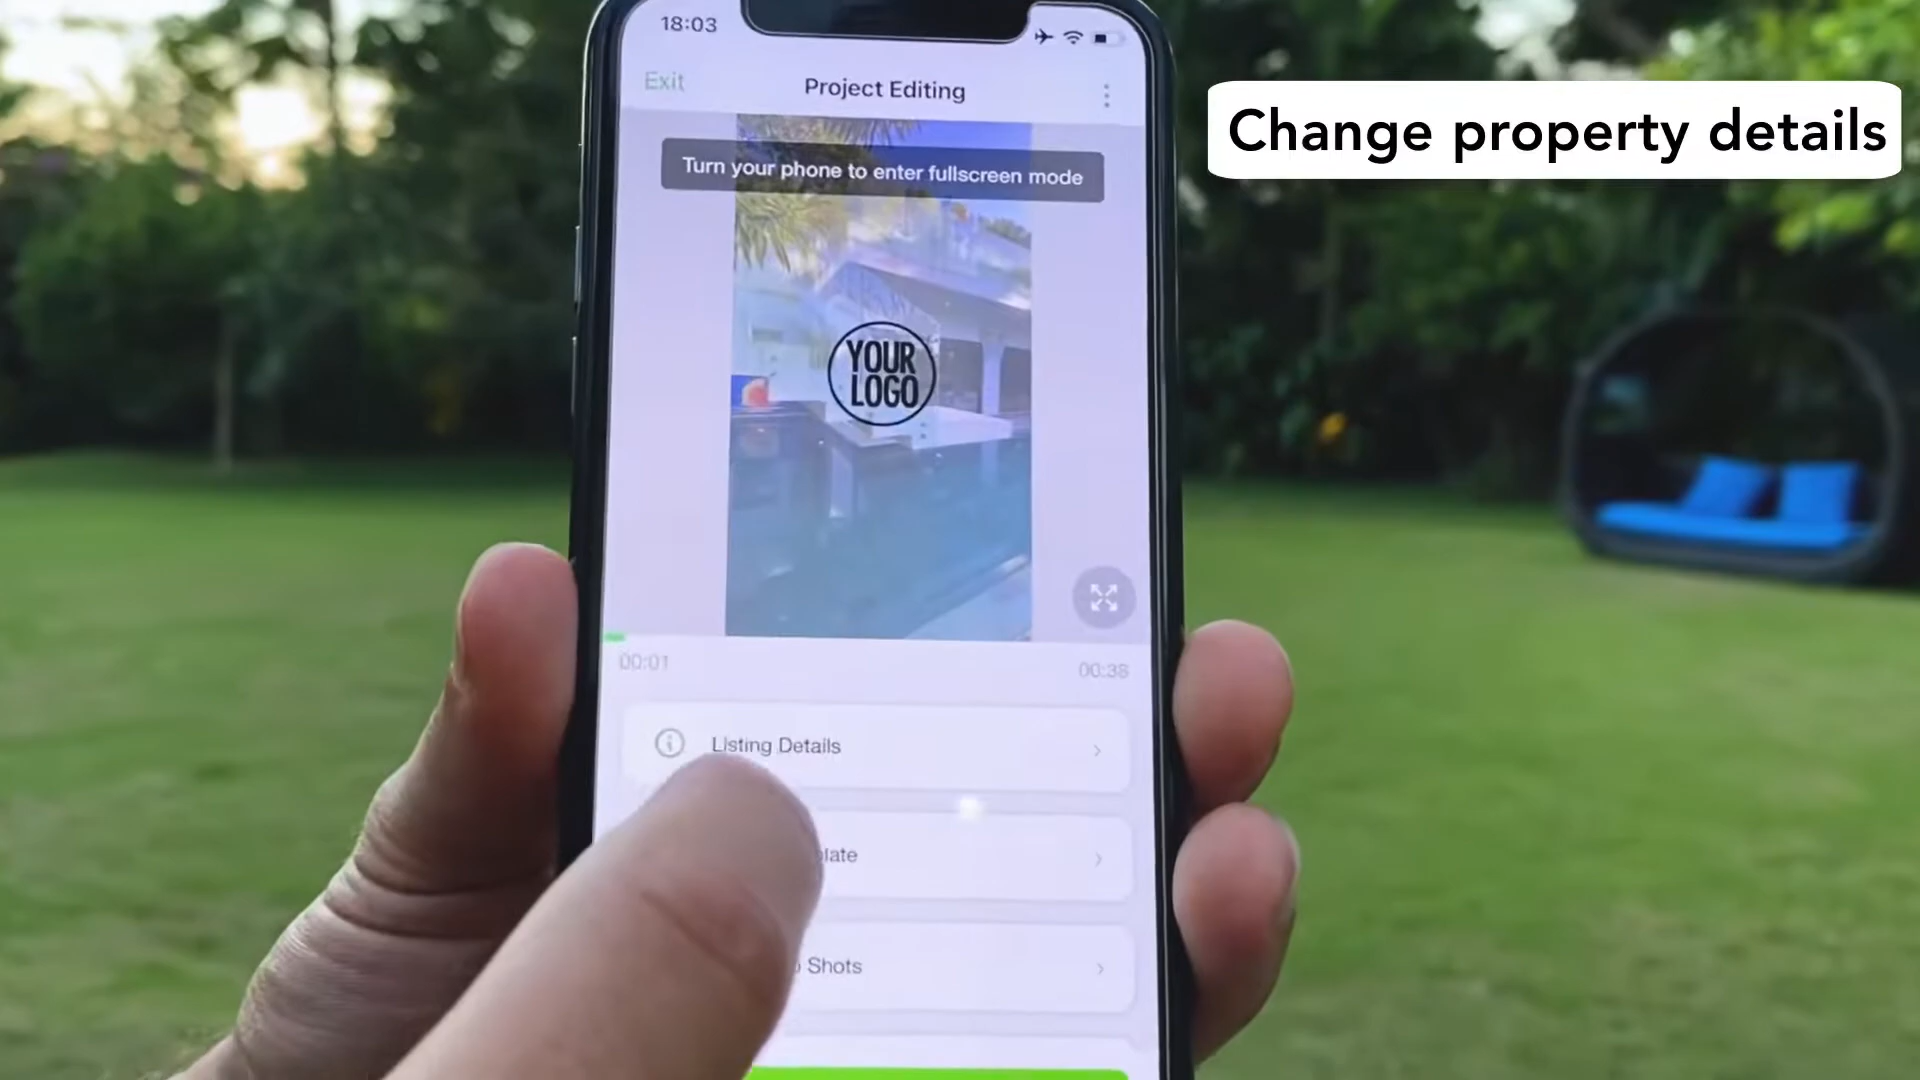 18:03
Exit
Project Editing
Change property details
Turn your phone to enter fullscreen mode
YOUR
LOGO
00:01
00:38
Listing Details
late
Shots